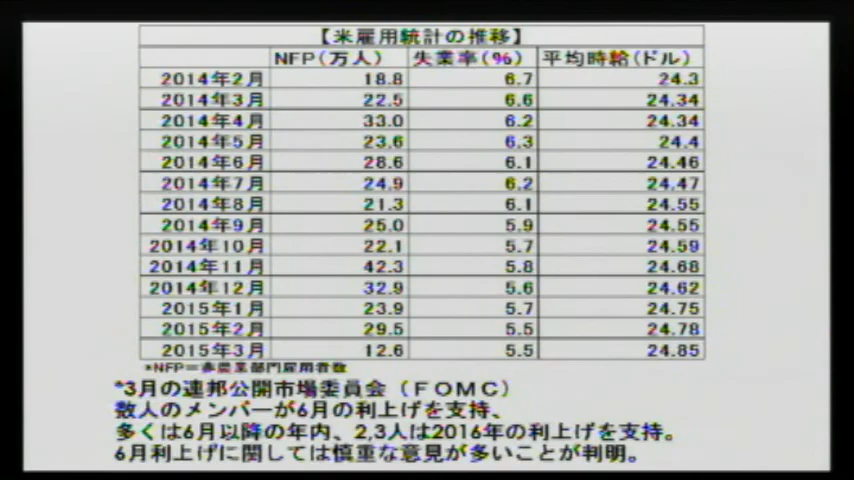 【米雇用統計の推移】
NFP(万人) 失業率(%) 平均時給(ドル)
2014年2月 18.8 6.7 24.3
2014年3月 22.5 6.6 24.34
2014年4月 33.0 6.2 24.34
2014年5月 23.6 6.3 24.4
2014年6月 28.6 6.1 24.46
2014年7月 24.9 6.2 24.47
2014年8月 21.3 6.1 24.55
2014年9月 25.0 5.9 24.55
2014年10月 22.1 5.7 24.59
2014年11月 42.3 5.8 24.68
2014年12月 32.9 5.6 24.62
2015年1月 23.9 5.7 24.75
2015年2月 29.5 5.5 24.78
2015年3月 12.6 5.5 24.85
*NFP=非農業部門雇用者数
*3月の連邦公開市場委員会(FOMC)
数人のメンバーが6月の利上げを支持、
多くは6月以降の年内、2,3人は2016年の利上げを支持。
6月利上げに関しては慎重な意見が多いことが判明。